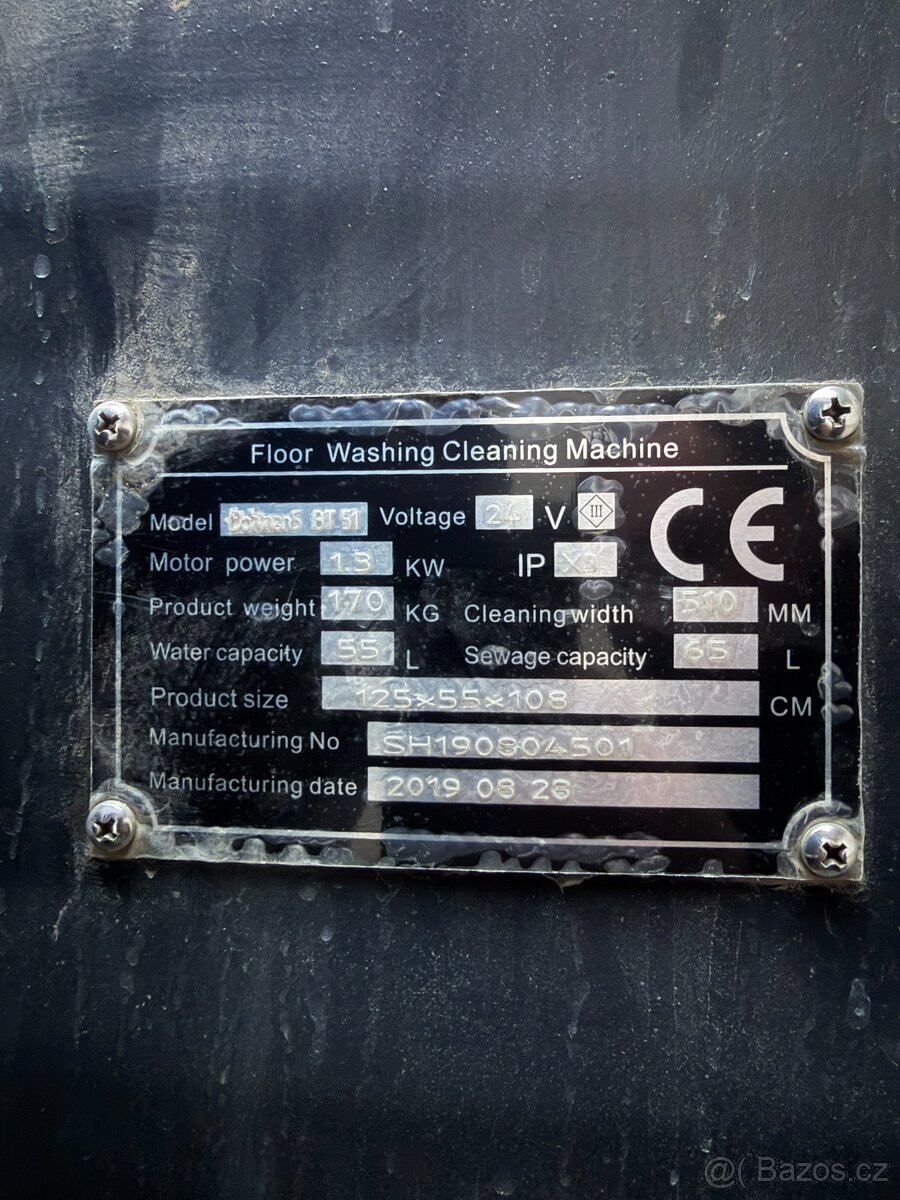 Floor Washing Cleaning Machine
Model BT 51 Voltage 24 V III CE
Motor power 1.3 KW IP X3
Product weight 170 KG Cleaning width 510 MM
Water capacity 55 L Sewage capacity 65 L
Product size 125×55×108 CM
Manufacturing No SH190804501
Manufacturing date 2019 08 28
@( Bazos.cz